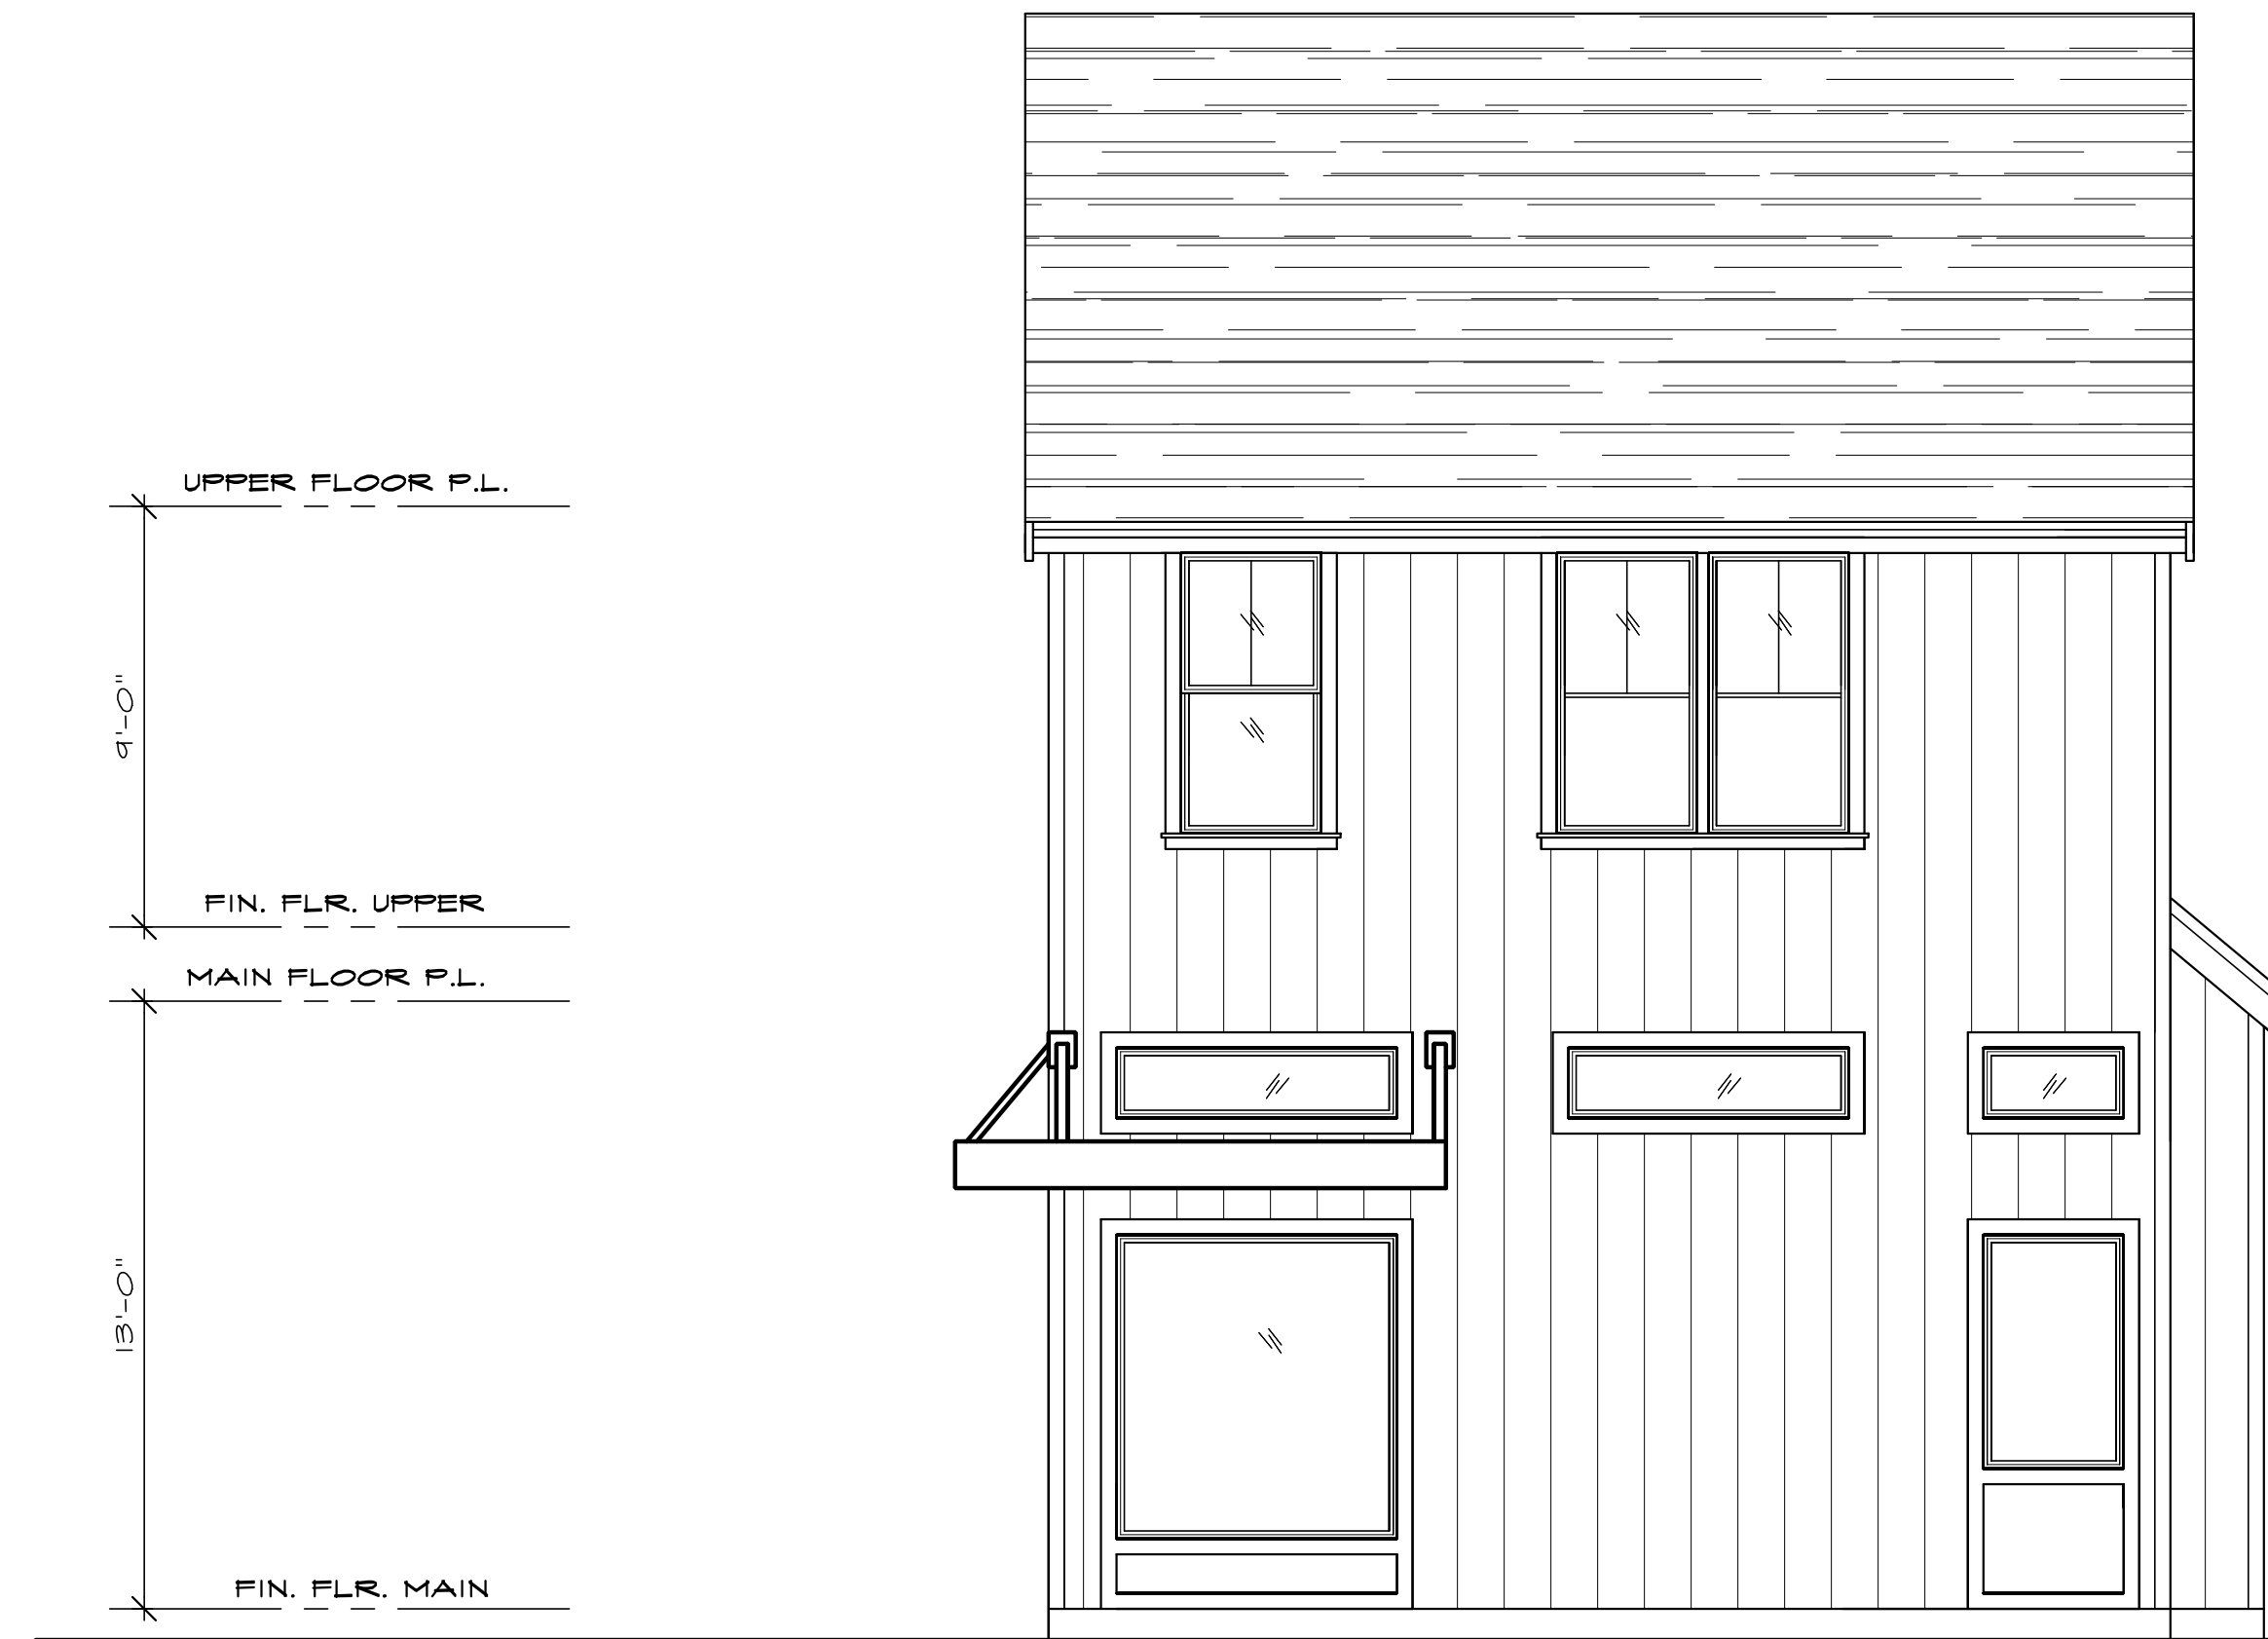 UPPER FLOOR P.L.
9'-0"
FIN. FLR. UPPER
MAIN FLOOR P.L.
13'-0"
FIN. FLR. MAIN